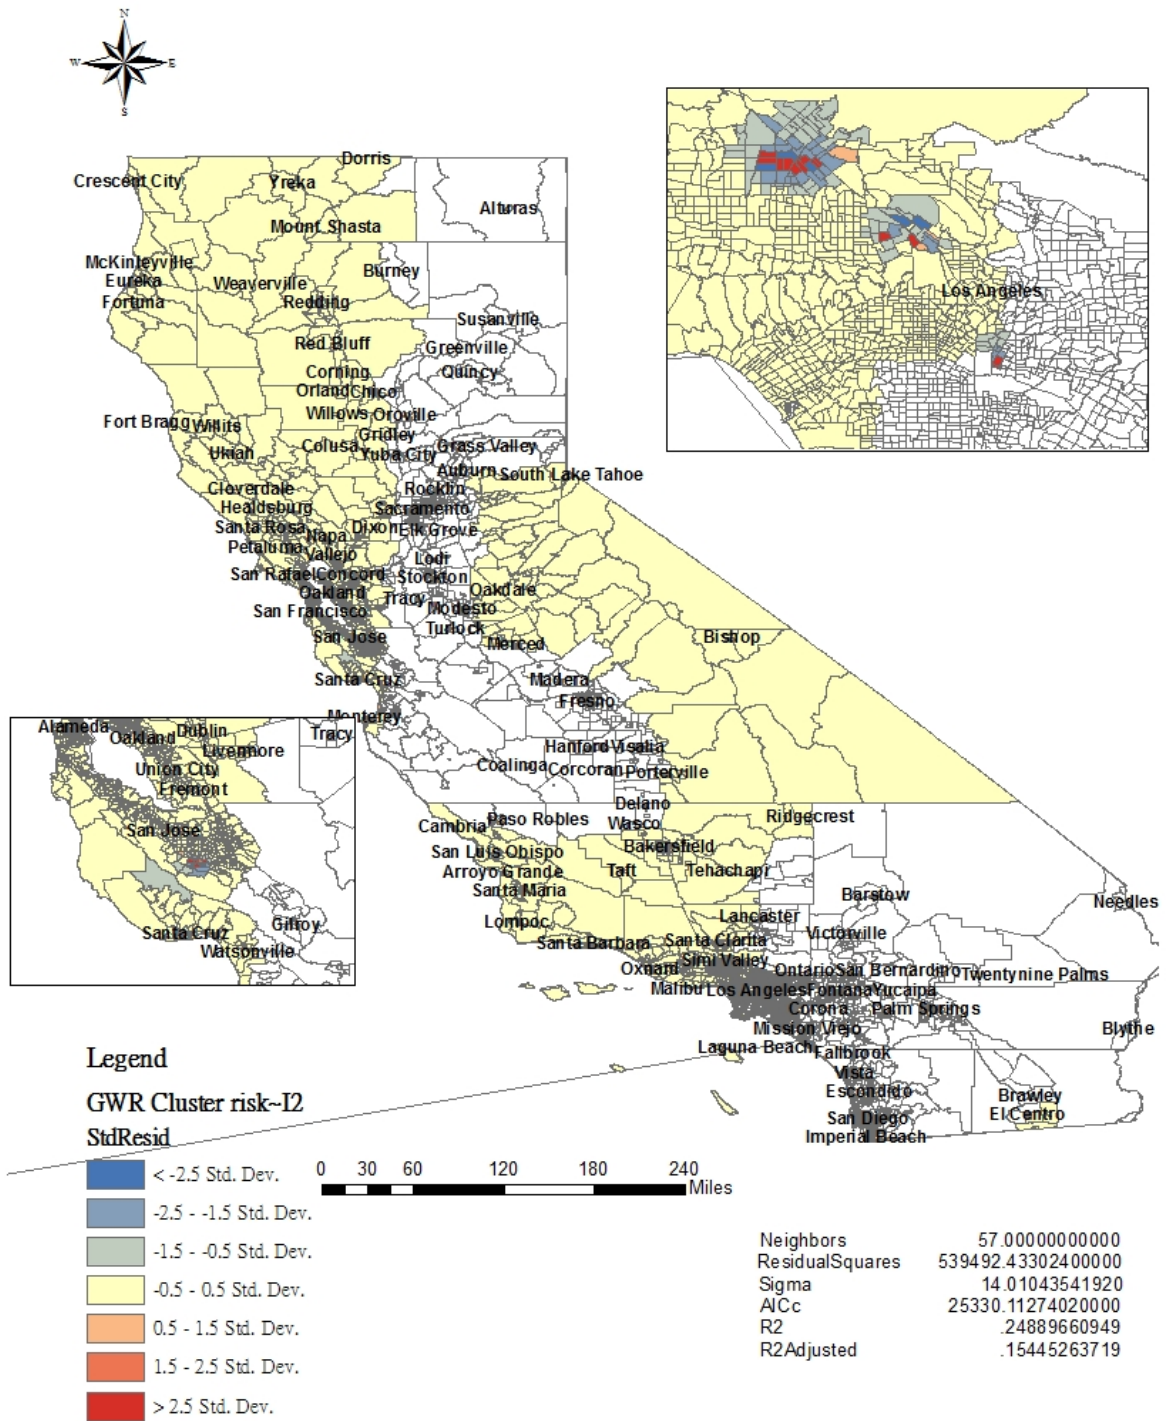 N
W
E
S
Dorris
Crescent City
Yreka
Alturas
Mount Shasta
McKinleyville
Burney
Eureka
Weaverville
Fortuna
Redding
Susanville
Red Bluff
Greenville
Corning
Quincy
Orland
Chico
Willows
Oroville
Fort Bragg
Willits
Gridley
Colusa
Grass Valley
Ukiah
Yuba City
Auburn
South Lake Tahoe
Cloverdale
Rocklin
Healdsburg
Sacramento
Santa Rosa
Napa
Dixon
Elk Grove
Petaluma
Vallejo
Lodi
San Rafael
Concord
Stockton
Oakland
Tracy
Oakdale
San Francisco
Modesto
Turlock
San Jose
Merced
Bishop
Santa Cruz
Madera
Fresno
Monterey
Hanford
Visalia
Coalinga
Corcoran
Porterville
Delano
Cambria
Paso Robles
Wasco
Ridgecrest
San Luis Obispo
Bakersfield
Arroyo Grande
Taft
Tehachapi
Santa Maria
Barstow
Needles
Lompoc
Lancaster
Victorville
Santa Barbara
Santa Clarita
Simi Valley
Oxnard
Ontario
San Bernardino
Twentynine Palms
Malibu
Los Angeles
Fontana
Yucaipa
Corona
Palm Springs
Mission Viejo
Blythe
Laguna Beach
Fallbrook
Vista
Escondido
Brawley
El Centro
San Diego
Imperial Beach
Los Angeles
Alameda
Oakland
Dublin
Tracy
Livermore
Union City
Fremont
San Jose
Gilroy
Santa Cruz
Watsonville
Legend
GWR Cluster risk~I2
StdResid
< -2.5 Std. Dev.
-2.5 - -1.5 Std. Dev.
-1.5 - -0.5 Std. Dev.
-0.5 - 0.5 Std. Dev.
0.5 - 1.5 Std. Dev.
1.5 - 2.5 Std. Dev.
> 2.5 Std. Dev.
0 30 60 120 180 240
Miles
Neighbors 57.00000000000
ResidualSquares 539492.43302400000
Sigma 14.01043541920
AICc 25330.11274020000
R2 .24889660949
R2Adjusted .15445263719